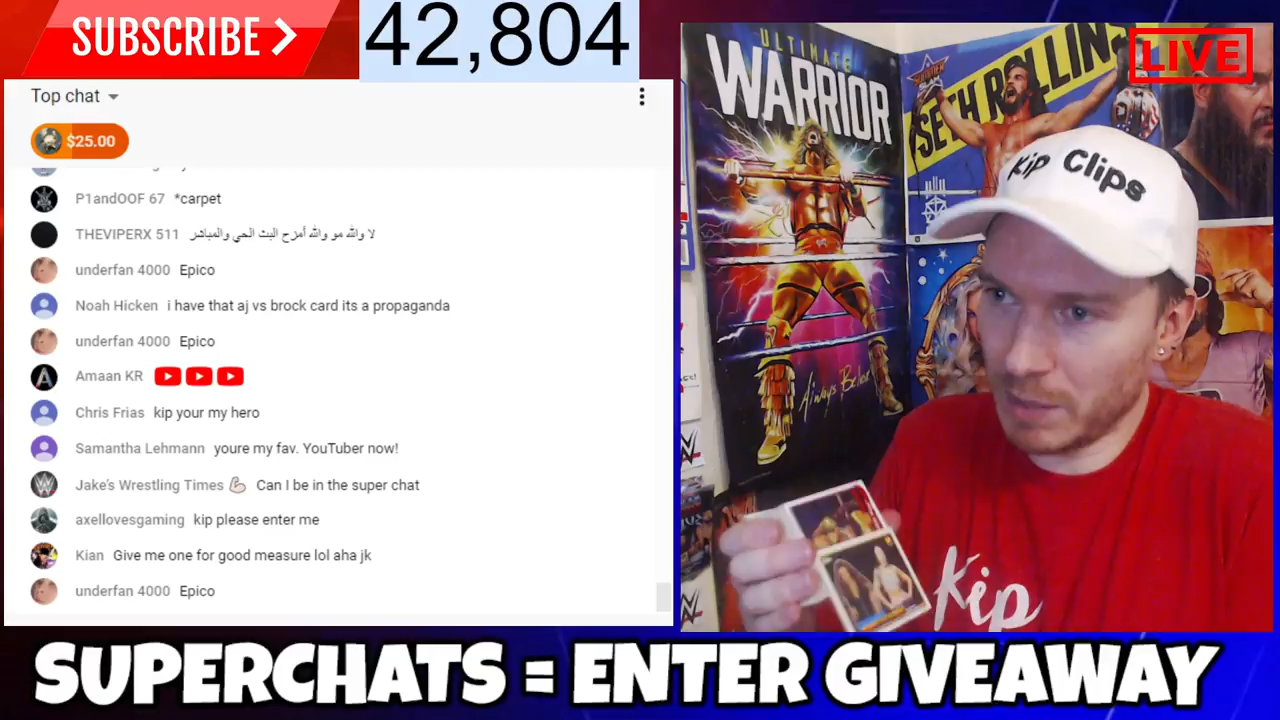 SUBSCRIBE
42,804
Top chat
$25.00
P1andOOF 67 *carpet
THEVIPERX 511 لا والله مو والله أمزح البث الحي والمباشر
underfan 4000 Epico
Noah Hicken i have that aj vs brock card its a propaganda
underfan 4000 Epico
Amaan KR
Chris Frias kip your my hero
Samantha Lehmann youre my fav. YouTuber now!
Jake's Wrestling Times Can I be in the super chat
axellovesgaming kip please enter me
Kian Give me one for good measure lol aha jk
underfan 4000 Epico
ULTIMATE
WARRIOR
Always Believe
SETH ROLLINS
LIVE
Kip Clips
Kip
SUPERCHATS = ENTER GIVEAWAY